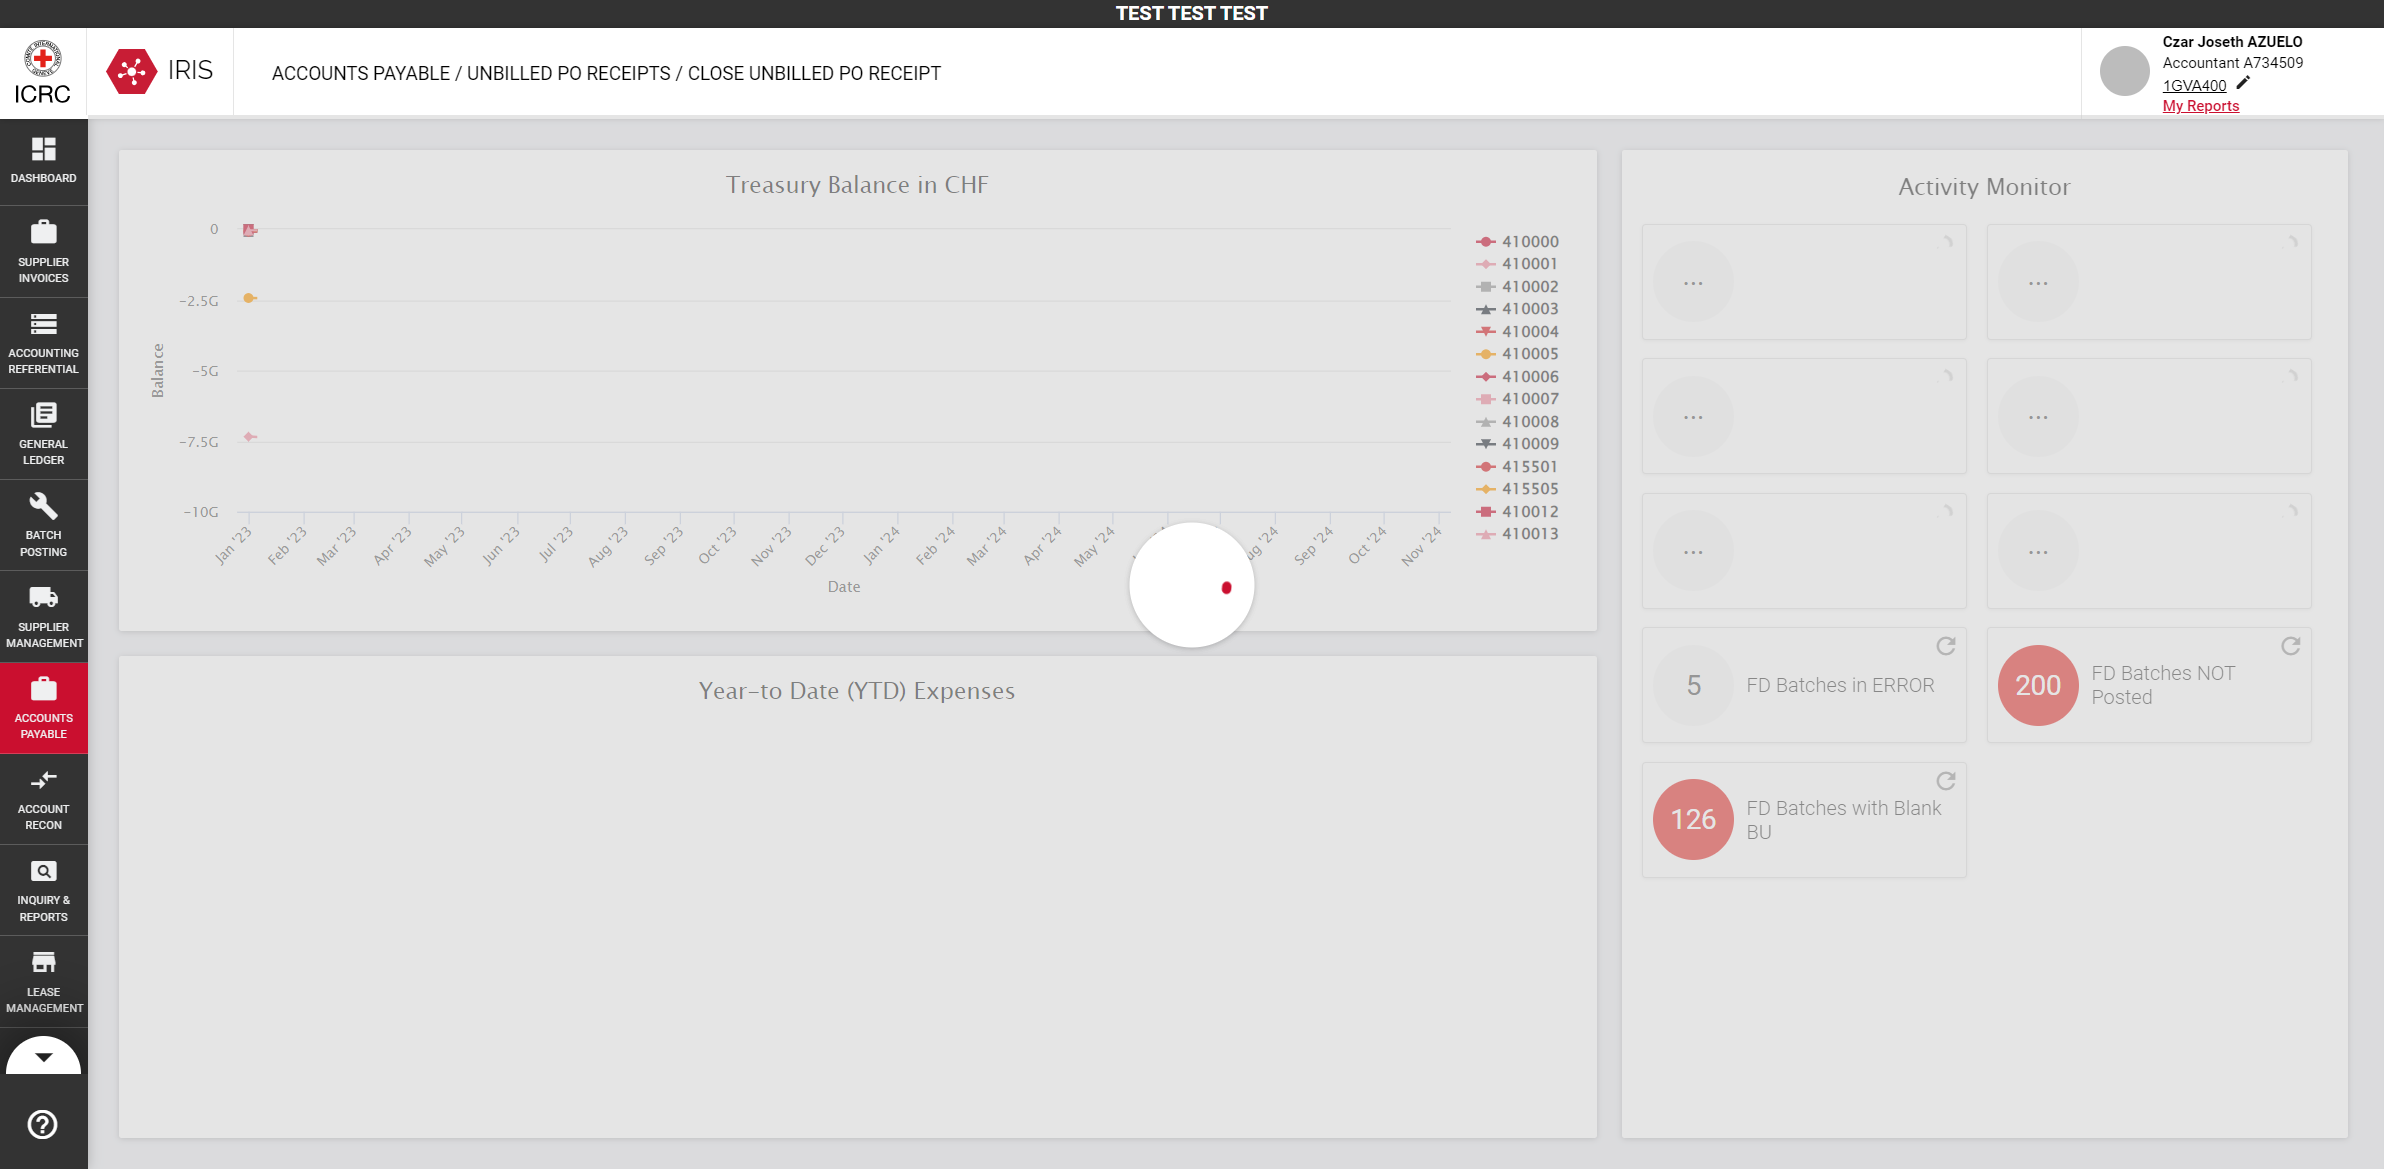 TEST TEST TEST
ICRC
IRIS
ACCOUNTS PAYABLE / UNBILLED PO RECEIPTS / CLOSE UNBILLED PO RECEIPT
Czar Joseth AZUELO
Accountant A734509
1GVA400
My Reports
DASHBOARD
SUPPLIER
INVOICES
ACCOUNTING
REFERENTIAL
GENERAL
LEDGER
BATCH
POSTING
SUPPLIER
MANAGEMENT
ACCOUNTS
PAYABLE
ACCOUNT
RECON
INQUIRY &
REPORTS
LEASE
MANAGEMENT
Treasury Balance in CHF
Balance
0
-2.5G
-5G
-7.5G
-10G
Jan '23
Feb '23
Mar '23
Apr '23
May '23
Jun '23
Jul '23
Aug '23
Sep '23
Oct '23
Nov '23
Dec '23
Jan '24
Feb '24
Mar '24
Apr '24
May '24
Sep '24
Oct '24
Nov '24
Date
410000
410001
410002
410003
410004
410005
410006
410007
410008
410009
415501
415505
410012
410013
Year-to Date (YTD) Expenses
Activity Monitor
...
...
...
...
...
...
5
FD Batches in ERROR
200
FD Batches NOT
Posted
126
FD Batches with Blank
BU